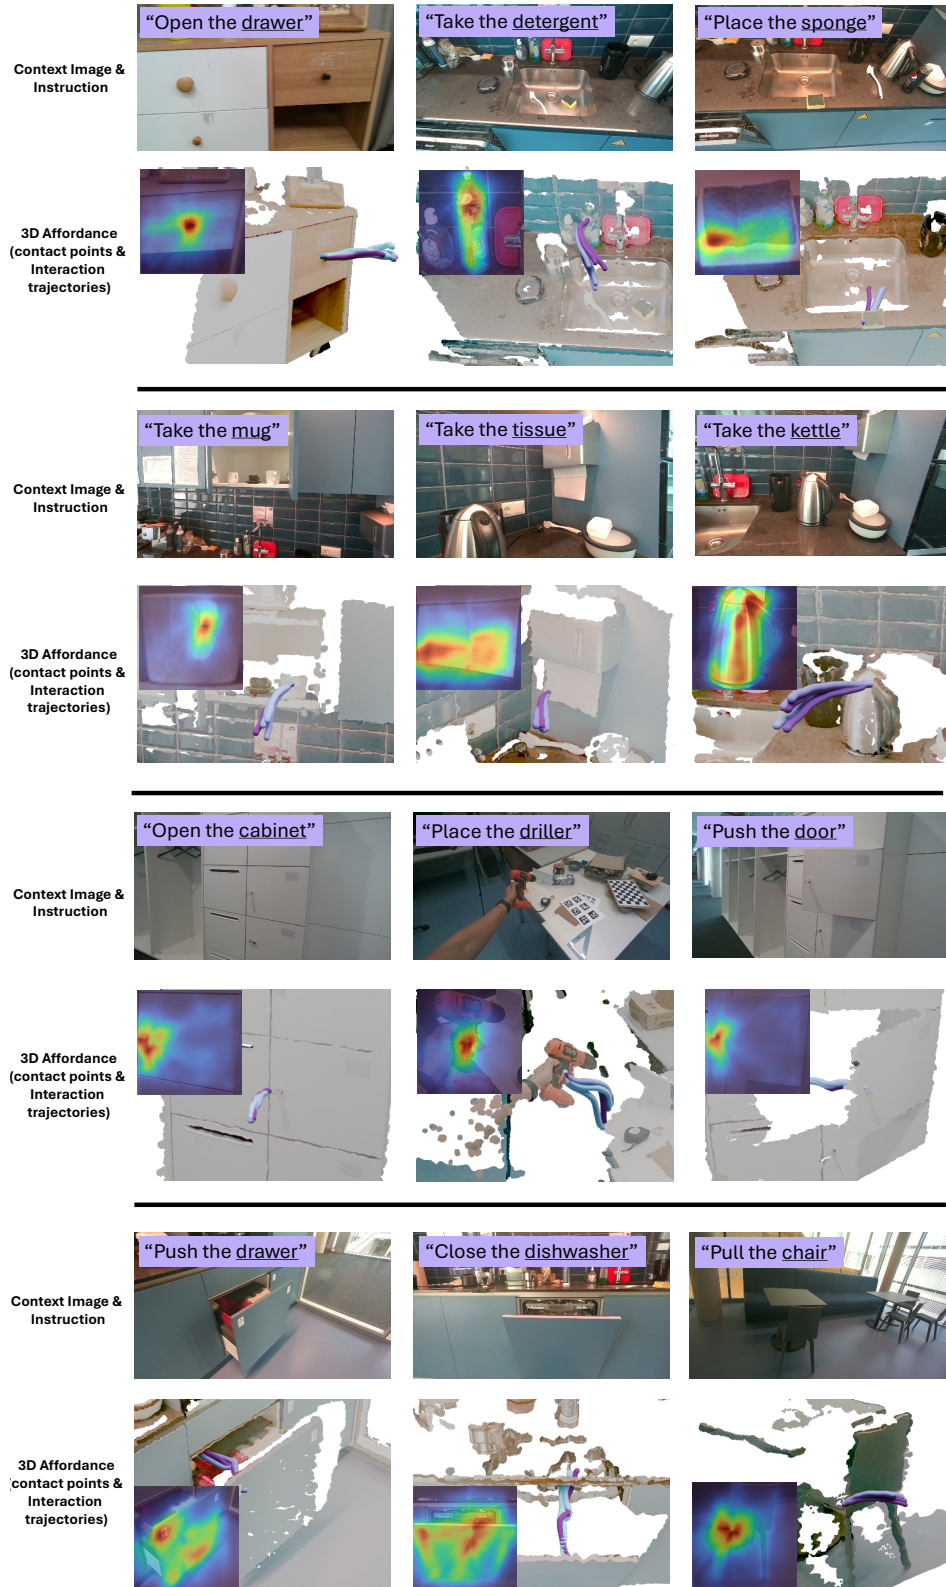 “Open the drawer”
“Take the detergent”
“Place the sponge”
Context Image &
Instruction
3D Affordance
(contact points &
Interaction
trajectories)
“Take the mug”
“Take the tissue”
“Take the kettle”
Context Image &
Instruction
3D Affordance
(contact points &
Interaction
trajectories)
“Open the cabinet”
“Place the driller”
“Push the door”
Context Image &
Instruction
3D Affordance
(contact points &
Interaction
trajectories)
“Push the drawer”
“Close the dishwasher”
“Pull the chair”
Context Image &
Instruction
3D Affordance
(contact points &
Interaction
trajectories)